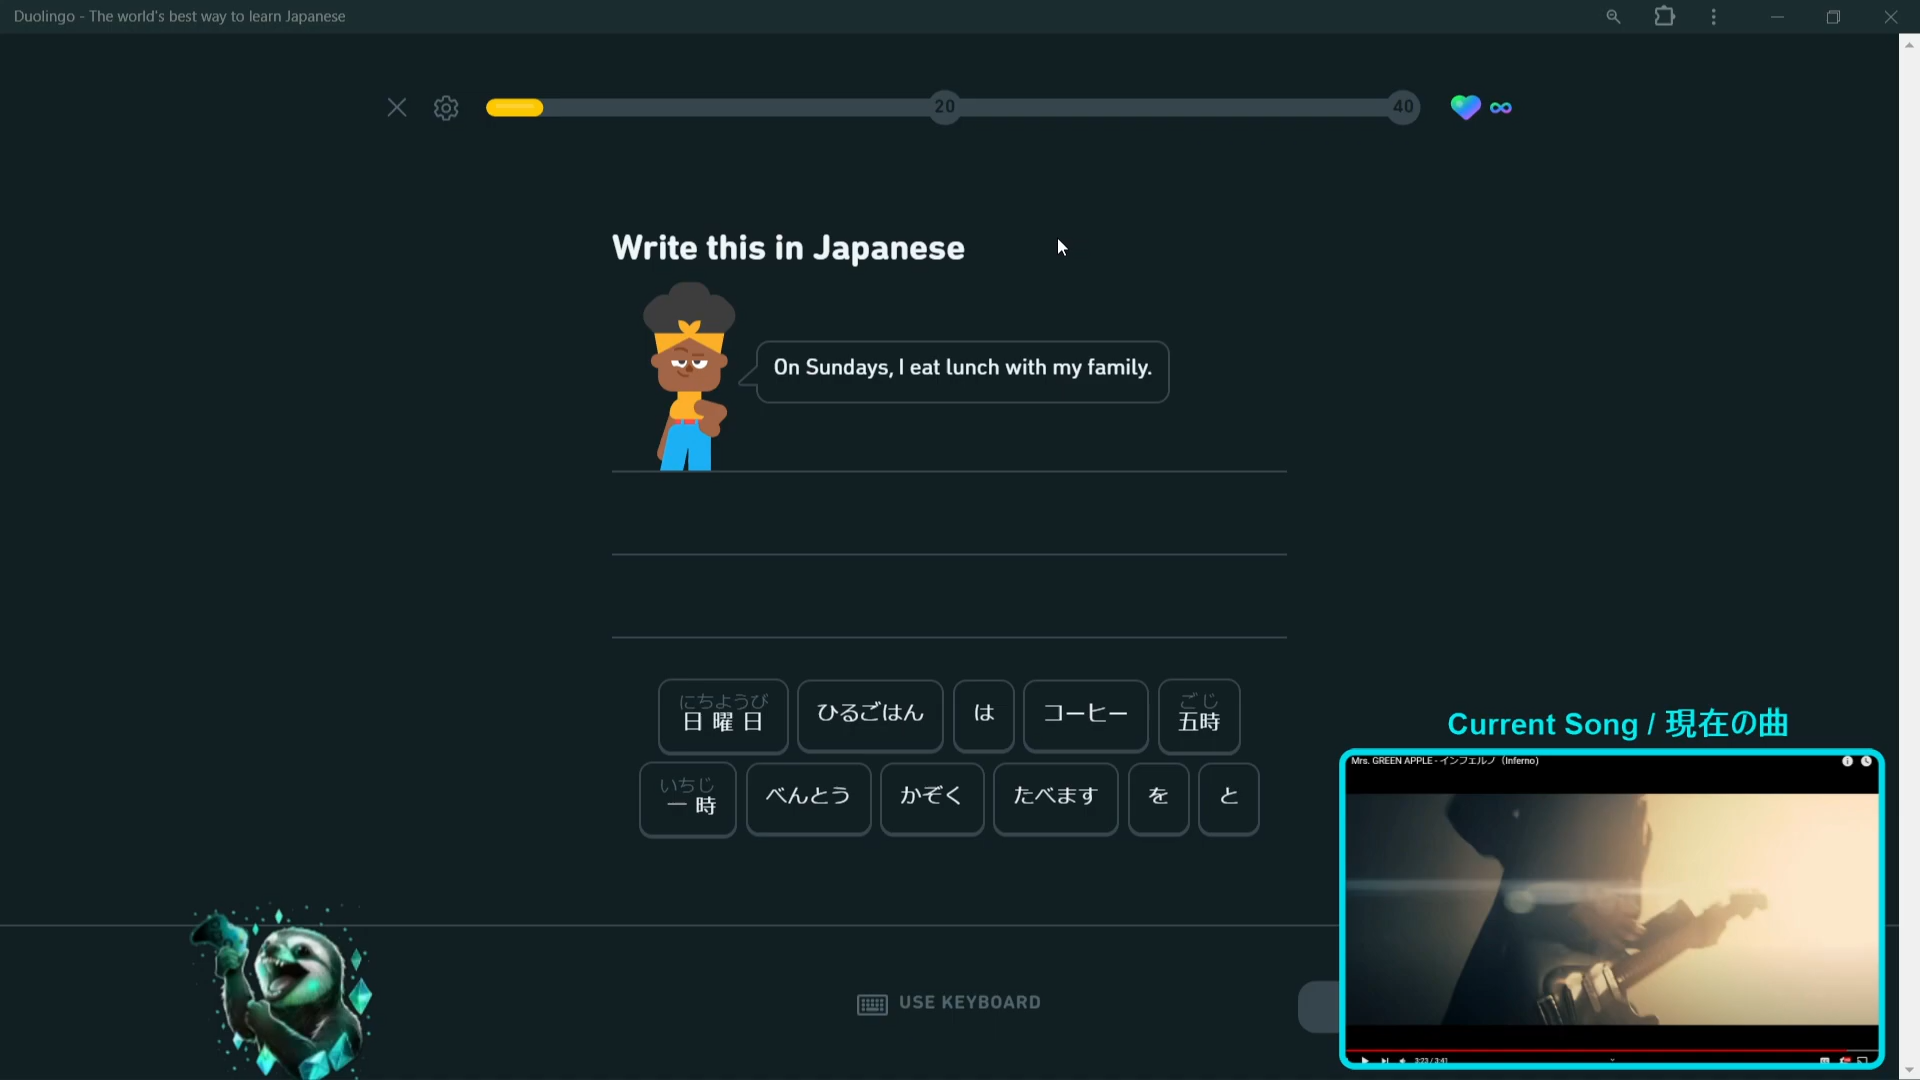 Duolingo - The world's best way to learn Japanese
20
40
Write this in Japanese
On Sundays, I eat lunch with my family.
にちようび
日曜日
ひるごはん
は
コーヒー
ごじ
五時
いちじ
一時
べんとう
かぞく
たべます
を
と
USE KEYBOARD
Current Song / 現在の曲
Mrs. GREEN APPLE - インフェルノ（Inferno）
3:23 / 3:41